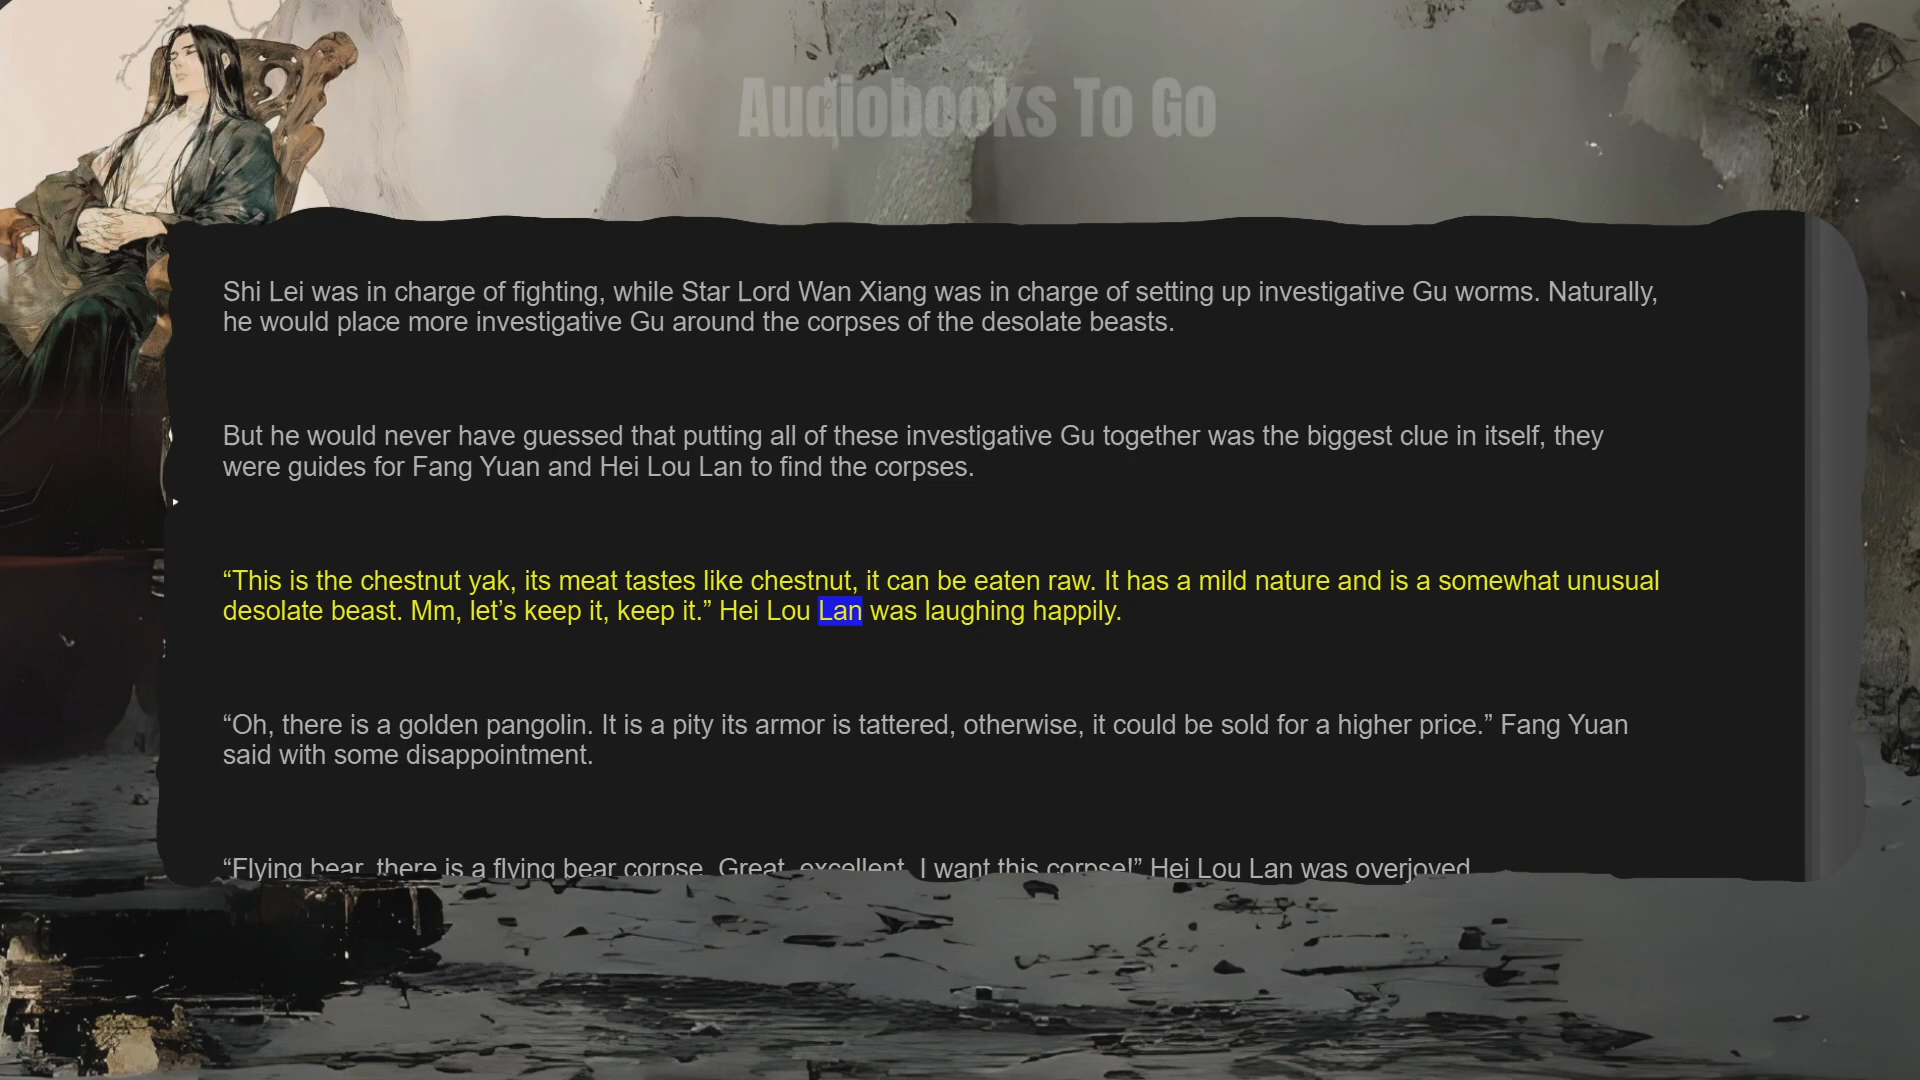 Audiobooks To Go
Shi Lei was in charge of fighting, while Star Lord Wan Xiang was in charge of setting up investigative Gu worms. Naturally,
he would place more investigative Gu around the corpses of the desolate beasts.
But he would never have guessed that putting all of these investigative Gu together was the biggest clue in itself, they
were guides for Fang Yuan and Hei Lou Lan to find the corpses.
“This is the chestnut yak, its meat tastes like chestnut, it can be eaten raw. It has a mild nature and is a somewhat unusual
desolate beast. Mm, let’s keep it, keep it.” Hei Lou Lan was laughing happily.
“Oh, there is a golden pangolin. It is a pity its armor is tattered, otherwise, it could be sold for a higher price.” Fang Yuan
said with some disappointment.
“Flying bear, there is a flying bear corpse. Great, excellent, I want this corpse!” Hei Lou Lan was overjoyed.